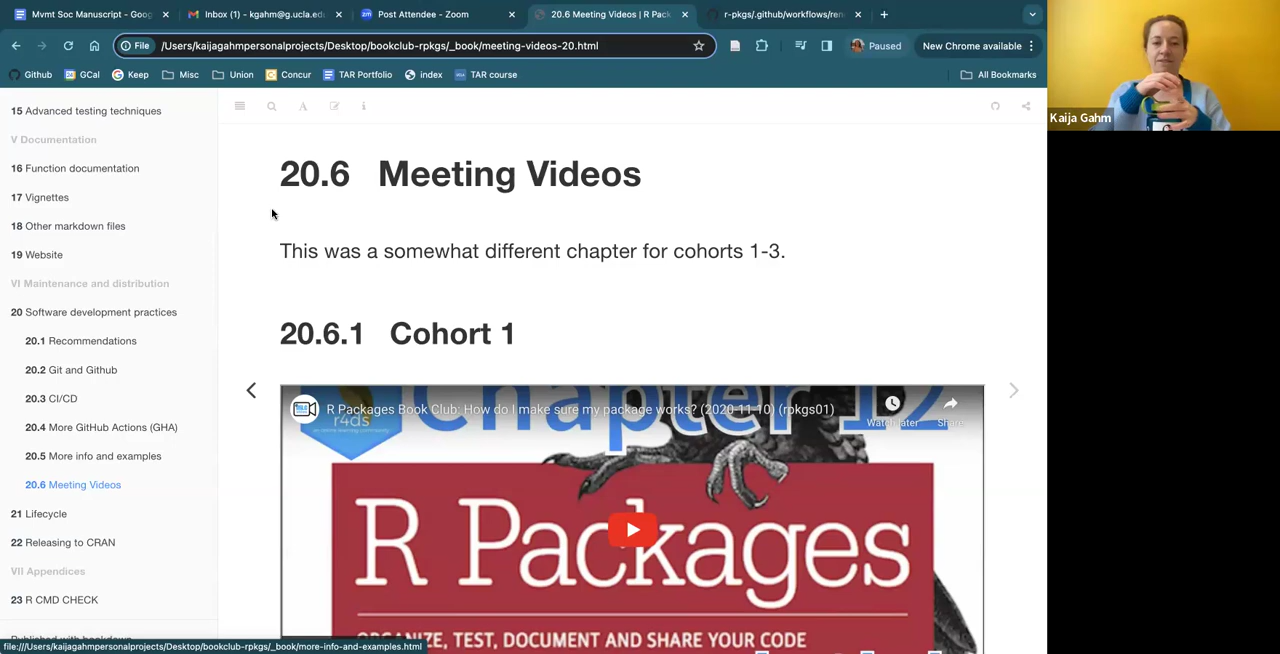 Mvmt Soc Manuscript - Goog
Inbox (1) - kgahm@g.ucla.ed
Post Attendee - Zoom
20.6 Meeting Videos | R Pack
r-pkgs/.github/workflows/ren
File
/Users/kaijagahmpersonalprojects/Desktop/bookclub-rpkgs/_book/meeting-videos-20.html
Paused
New Chrome available
Github
GCal
Keep
Misc
Union
Concur
TAR Portfolio
index
TAR course
All Bookmarks
Kaija Gahm
15 Advanced testing techniques
V Documentation
16 Function documentation
17 Vignettes
18 Other markdown files
19 Website
VI Maintenance and distribution
20 Software development practices
20.1 Recommendations
20.2 Git and Github
20.3 CI/CD
20.4 More GitHub Actions (GHA)
20.5 More info and examples
20.6 Meeting Videos
21 Lifecycle
22 Releasing to CRAN
VII Appendices
23 R CMD CHECK
Published with bookdown
file:///Users/kaijagahmpersonalprojects/Desktop/bookclub-rpkgs/_book/more-info-and-examples.html
20.6 Meeting Videos
This was a somewhat different chapter for cohorts 1-3.
20.6.1 Cohort 1
R Packages Book Club: How do I make sure my package works? (2020-11-10) (rpkgs01)
Watch later
Share
Chapter 12
r4ds
R Packages
ORGANIZE, TEST, DOCUMENT AND SHARE YOUR CODE